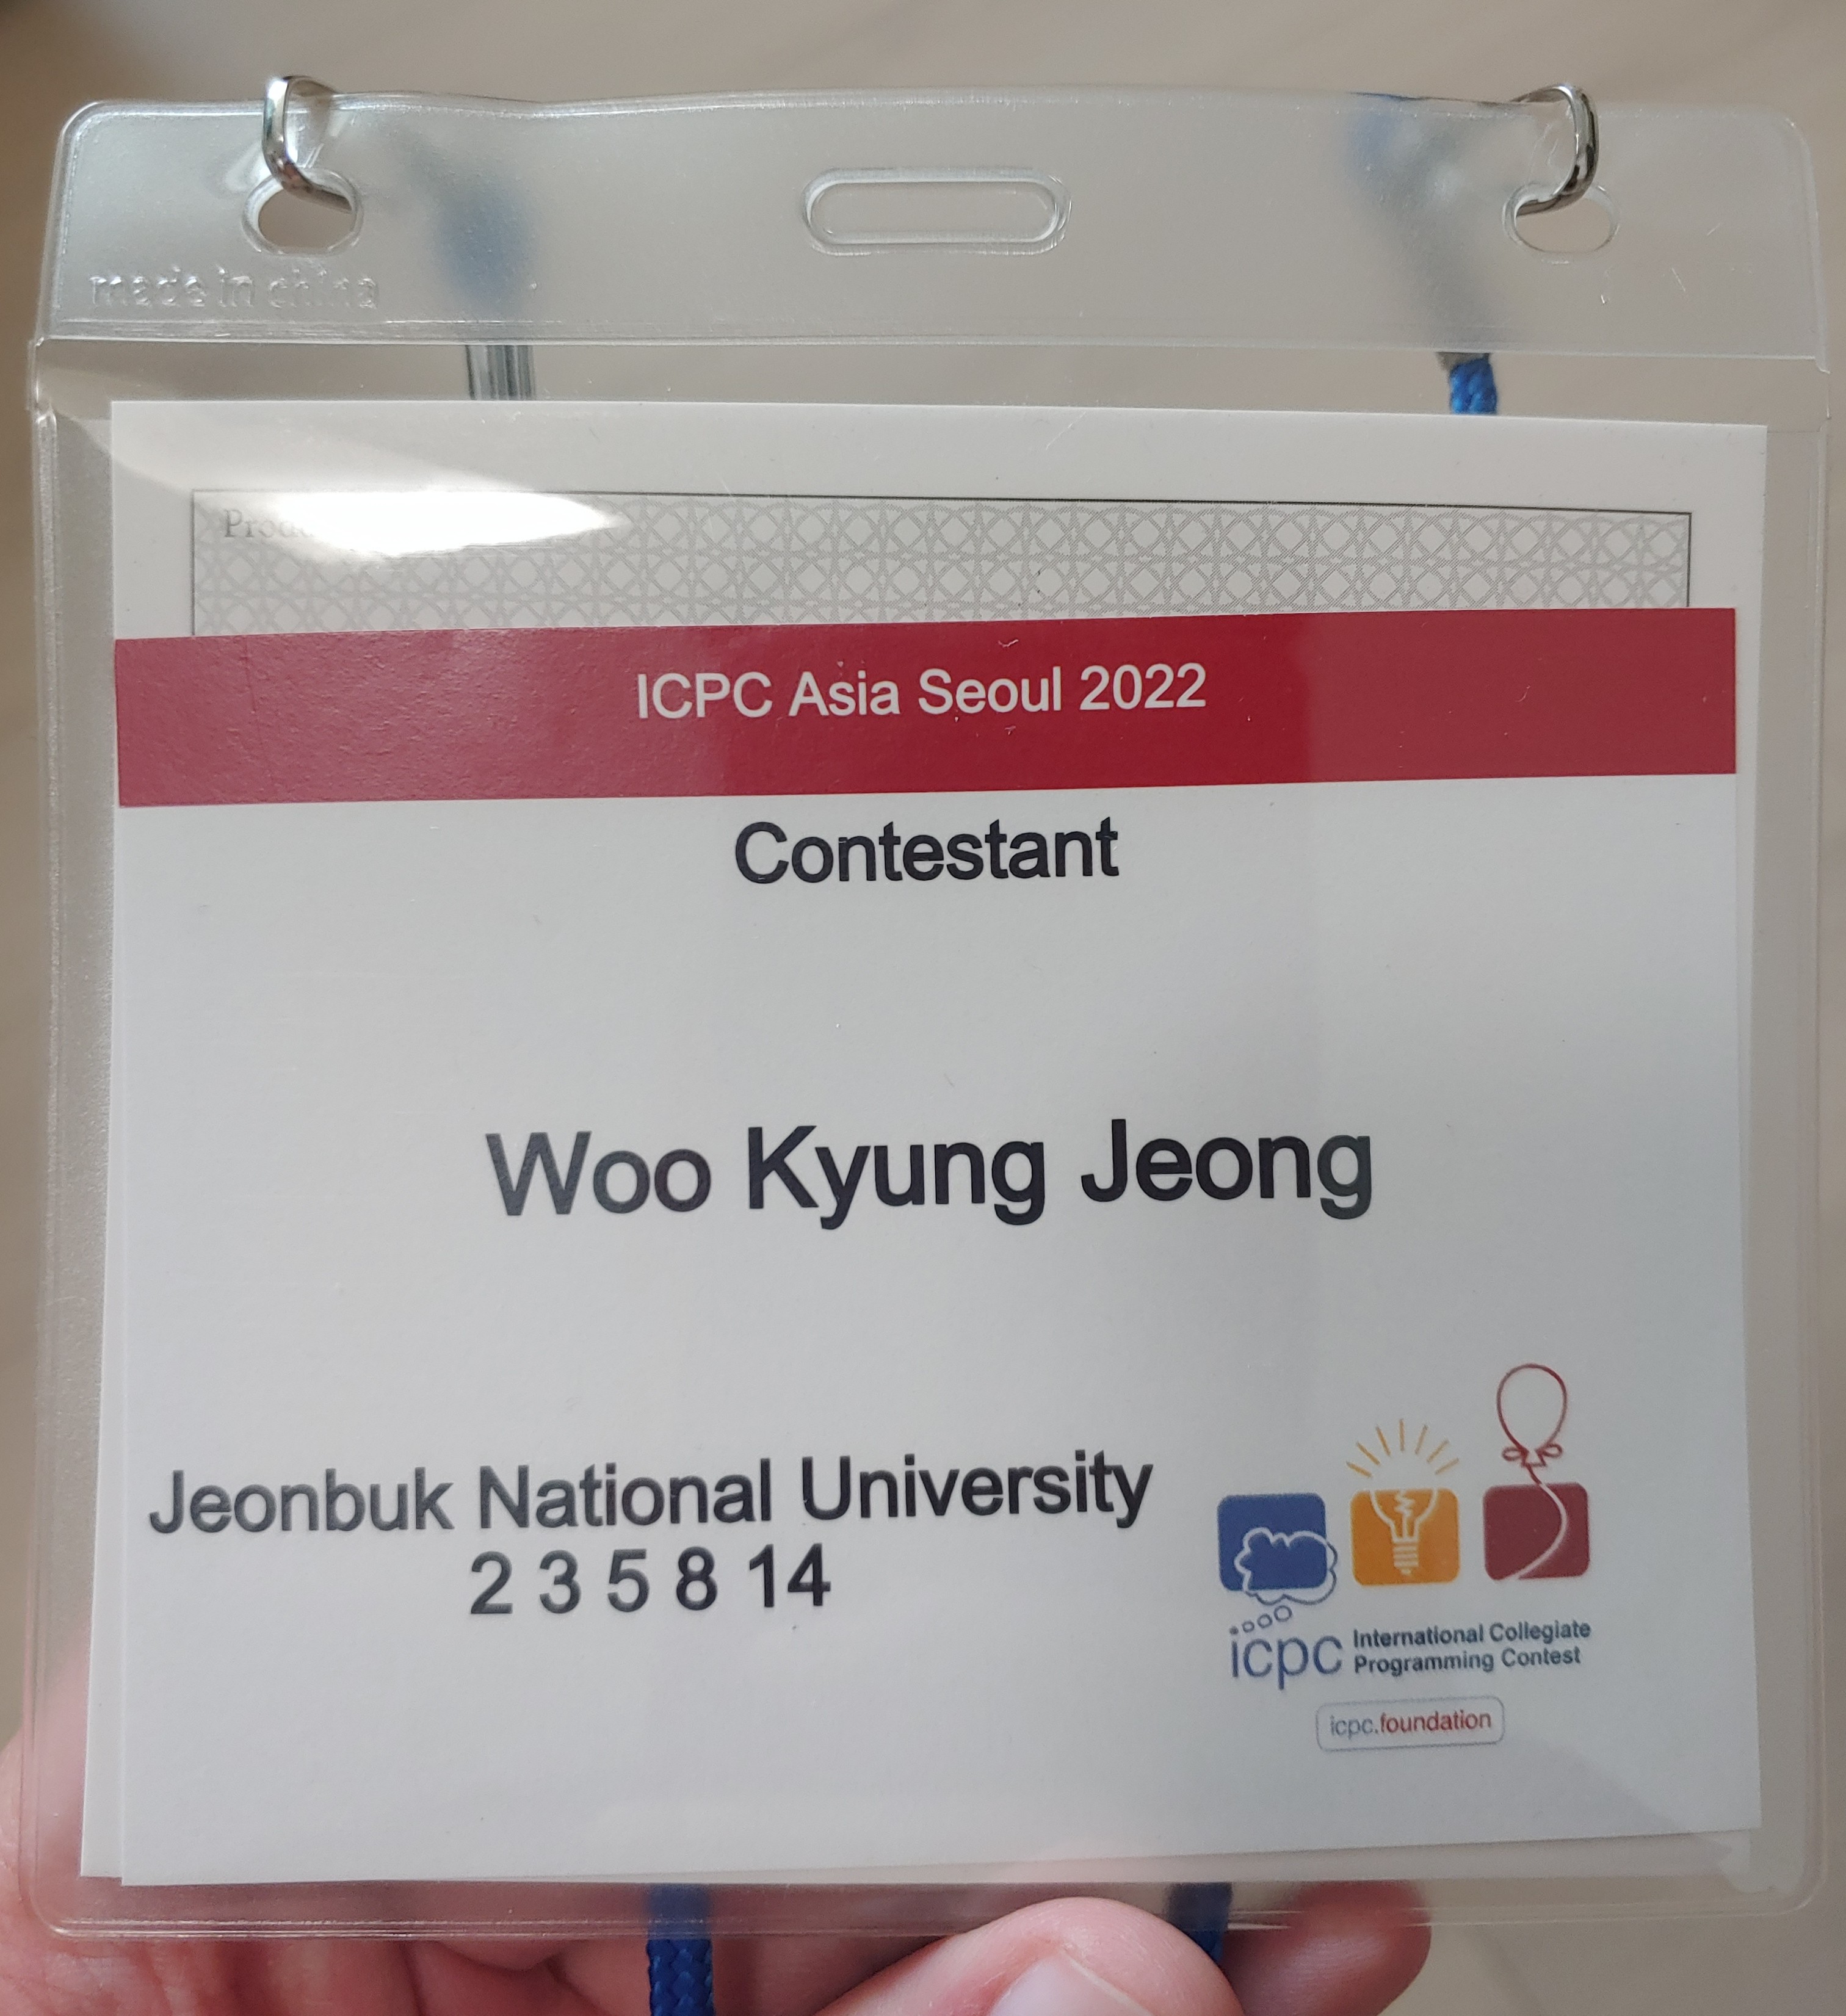 made in china
ICPC Asia Seoul 2022
Contestant
Woo Kyung Jeong
Jeonbuk National University
2 3 5 8 14
icpc International Collegiate
Programming Contest
icpc.foundation